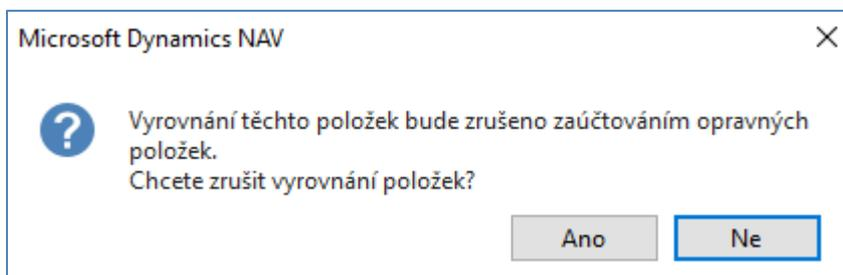 Microsoft Dynamics NAV
Vyrovnání těchto položek bude zrušeno zaúčtováním opravných
položek.
Chcete zrušit vyrovnání položek?
Ano
Ne